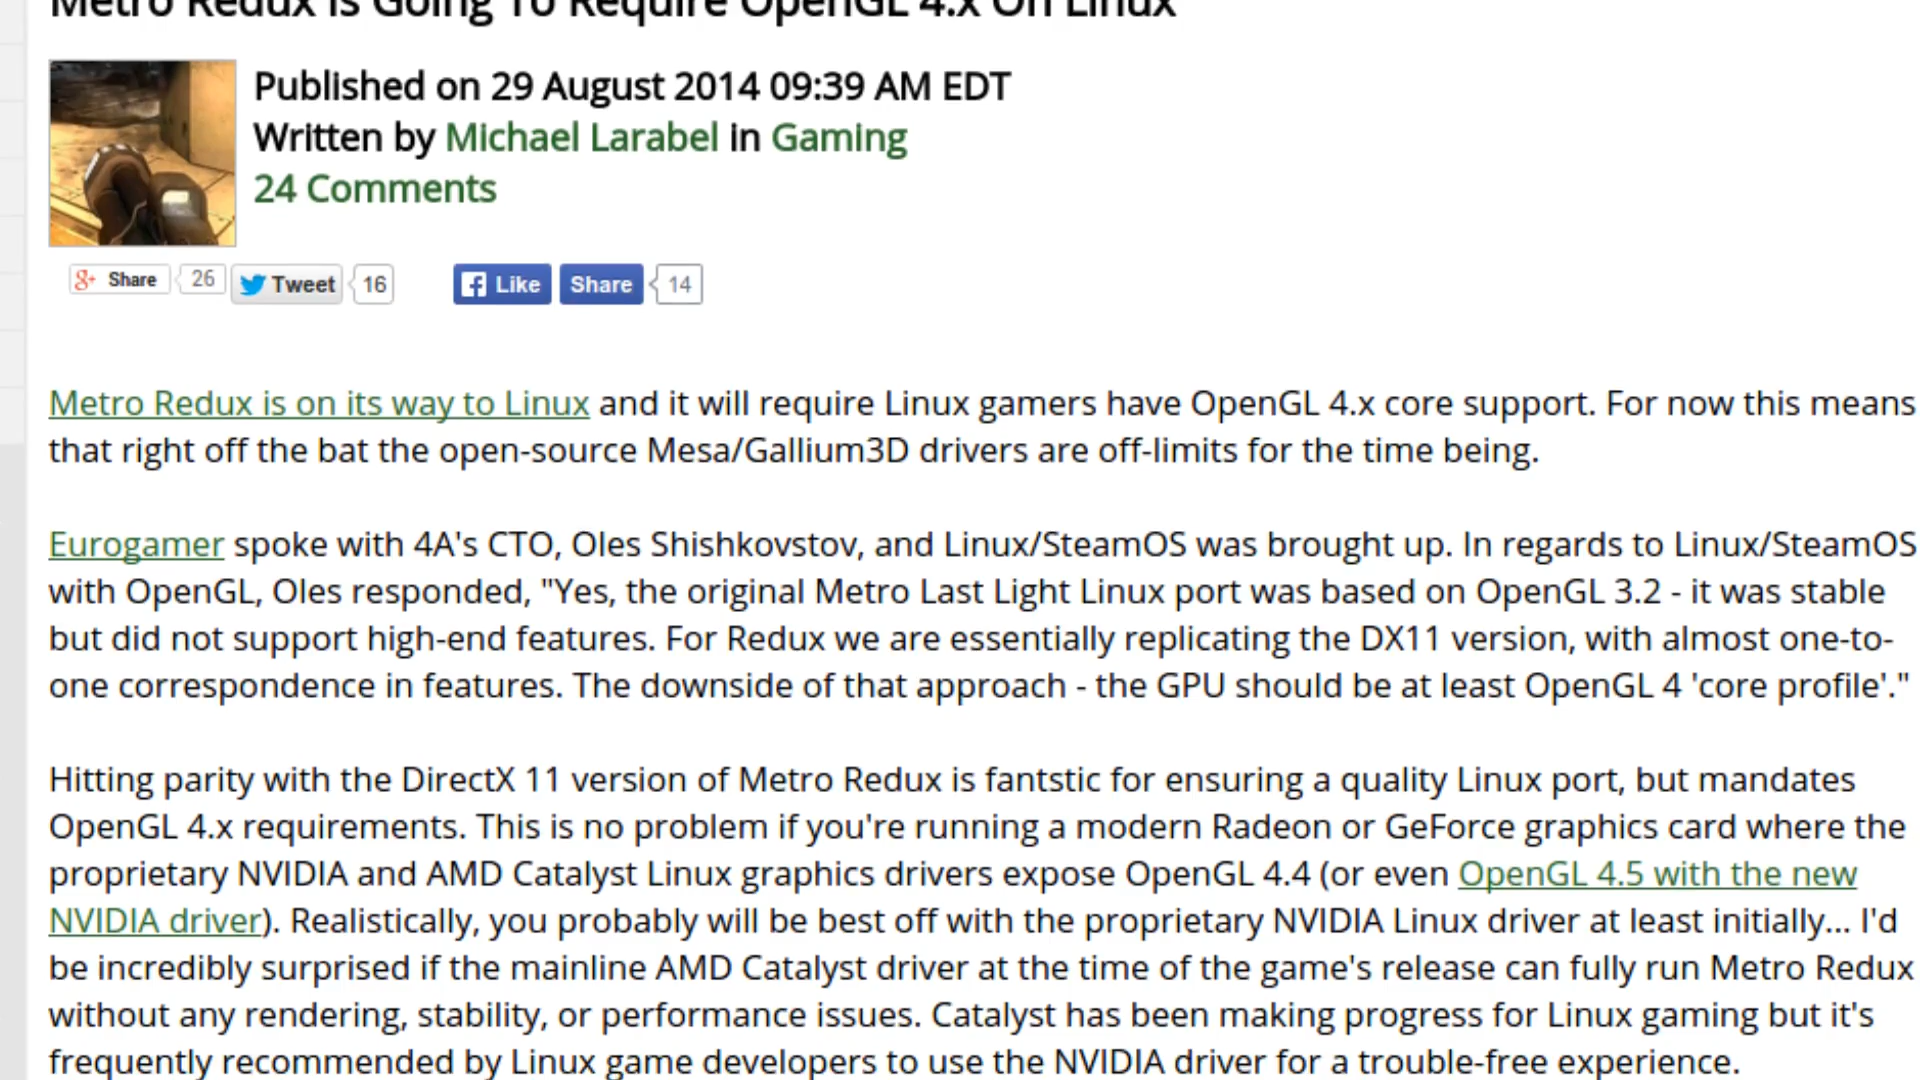 Metro Redux Is Going To Require OpenGL 4.x On Linux
Published on 29 August 2014 09:39 AM EDT
Written by Michael Larabel in Gaming
24 Comments
g+ Share 26 Tweet 16 Like Share 14
Metro Redux is on its way to Linux and it will require Linux gamers have OpenGL 4.x core support. For now this means
that right off the bat the open-source Mesa/Gallium3D drivers are off-limits for the time being.
Eurogamer spoke with 4A's CTO, Oles Shishkovstov, and Linux/SteamOS was brought up. In regards to Linux/SteamOS
with OpenGL, Oles responded, "Yes, the original Metro Last Light Linux port was based on OpenGL 3.2 - it was stable
but did not support high-end features. For Redux we are essentially replicating the DX11 version, with almost one-to-
one correspondence in features. The downside of that approach - the GPU should be at least OpenGL 4 'core profile'."
Hitting parity with the DirectX 11 version of Metro Redux is fantstic for ensuring a quality Linux port, but mandates
OpenGL 4.x requirements. This is no problem if you're running a modern Radeon or GeForce graphics card where the
proprietary NVIDIA and AMD Catalyst Linux graphics drivers expose OpenGL 4.4 (or even OpenGL 4.5 with the new
NVIDIA driver). Realistically, you probably will be best off with the proprietary NVIDIA Linux driver at least initially... I'd
be incredibly surprised if the mainline AMD Catalyst driver at the time of the game's release can fully run Metro Redux
without any rendering, stability, or performance issues. Catalyst has been making progress for Linux gaming but it's
frequently recommended by Linux game developers to use the NVIDIA driver for a trouble-free experience.